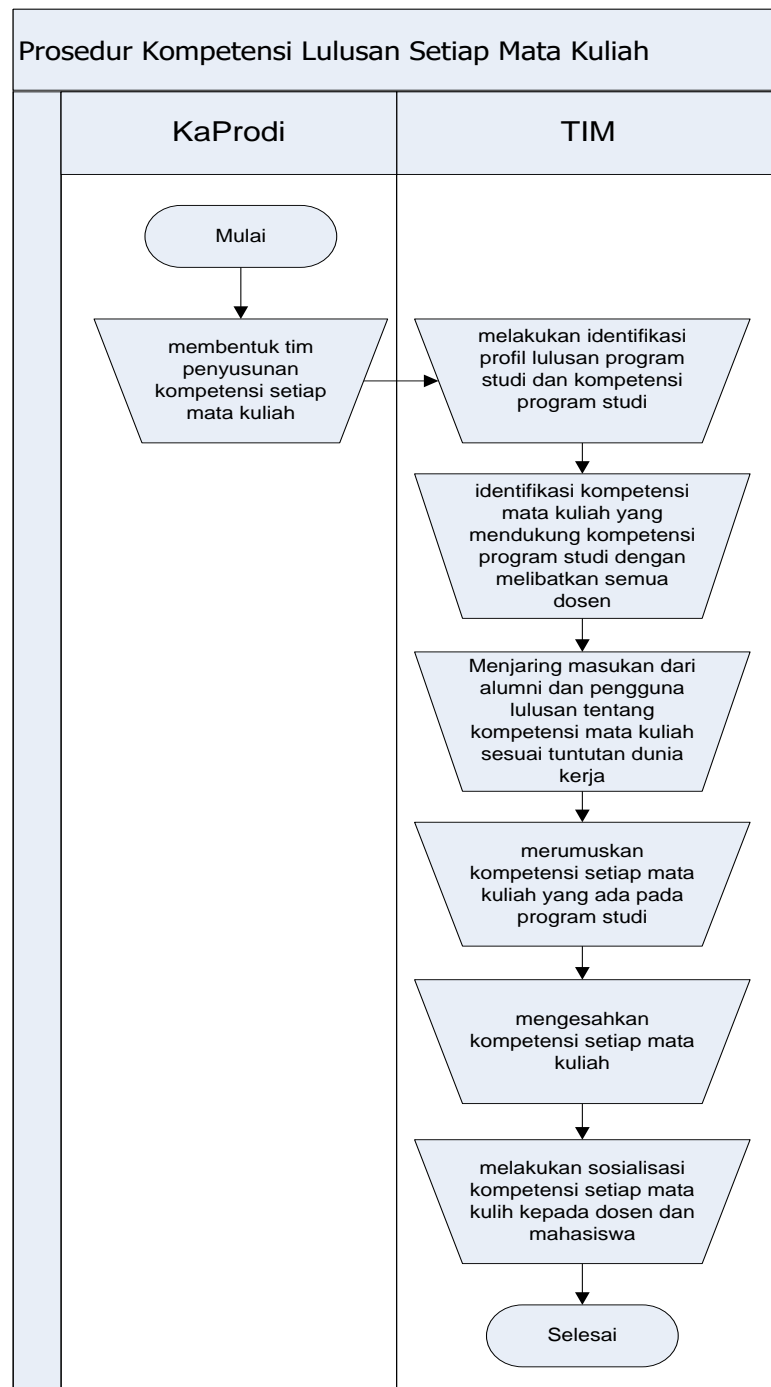 Prosedur Kompetensi Lulusan Setiap Mata Kuliah
KaProdi
TIM
Mulai
membentuk tim
penyusunan
kompetensi setiap
mata kuliah
melakukan identifikasi
profil lulusan program
studi dan kompetensi
program studi
identifikasi kompetensi
mata kuliah yang
mendukung kompetensi
program studi dengan
melibatkan semua
dosen
Menjaring masukan dari
alumni dan pengguna
lulusan tentang
kompetensi mata kuliah
sesuai tuntutan dunia
kerja
merumuskan
kompetensi setiap mata
kuliah yang ada pada
program studi
mengesahkan
kompetensi setiap mata
kuliah
melakukan sosialisasi
kompetensi setiap mata
kulih kepada dosen dan
mahasiswa
Selesai